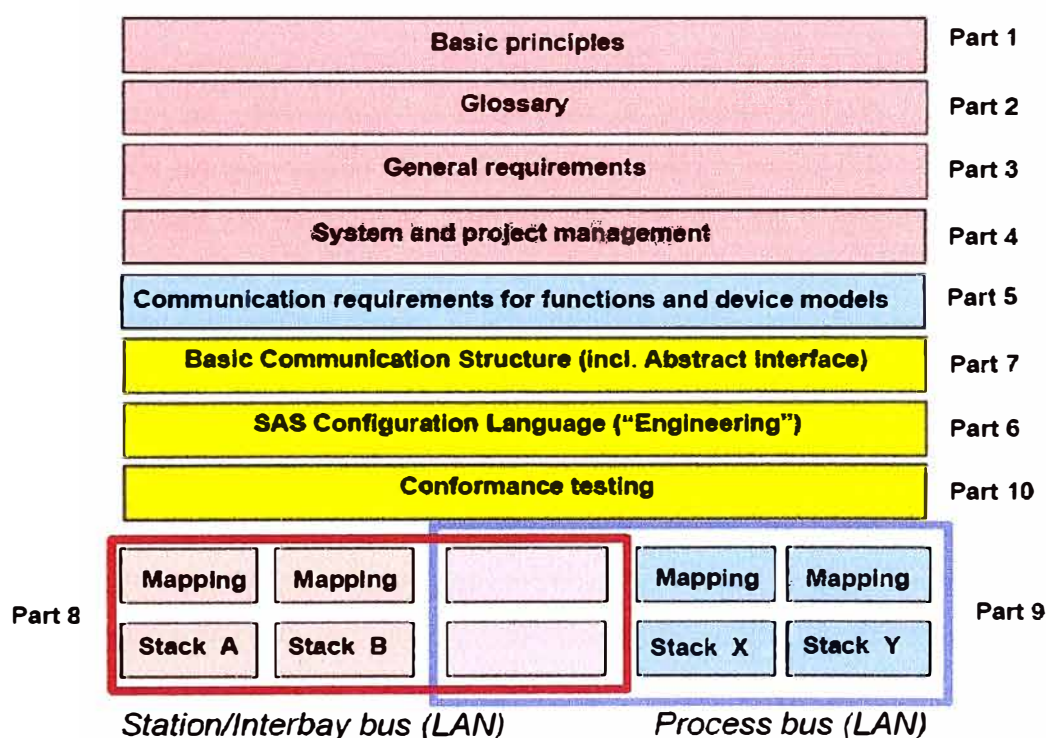 Basic principles Part 1
Glossary Part 2
General requirements Part 3
System and project management Part 4
Communication requirements for functions and device models Part 5
Basic Communication Structure (incl. Abstract Interface) Part 7
SAS Configuration Language ("Engineering") Part 6
Conformance testing Part 10
Mapping Mapping Mapping Mapping
Part 8 Part 9
Stack A Stack B Stack X Stack Y
Station/Interbay bus (LAN) Process bus (LAN)